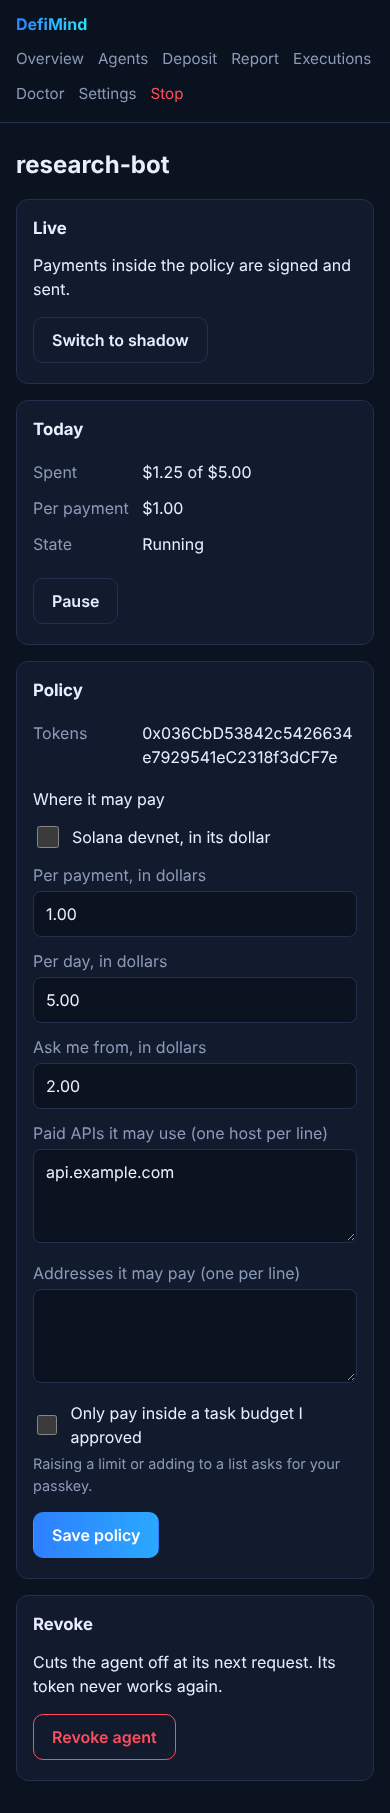 DefiMind
Overview Agents Deposit Report Executions
Doctor Settings Stop
research-bot
Live
Payments inside the policy are signed and
sent.
Switch to shadow
Today
Spent $1.25 of $5.00
Per payment $1.00
State Running
Pause
Policy
Tokens 0x036CbD53842c5426634
e7929541eC2318f3dCF7e
Where it may pay
Solana devnet, in its dollar
Per payment, in dollars
1.00
Per day, in dollars
5.00
Ask me from, in dollars
2.00
Paid APIs it may use (one host per line)
api.example.com
Addresses it may pay (one per line)
Only pay inside a task budget I
approved
Raising a limit or adding to a list asks for your
passkey.
Save policy
Revoke
Cuts the agent off at its next request. Its
token never works again.
Revoke agent